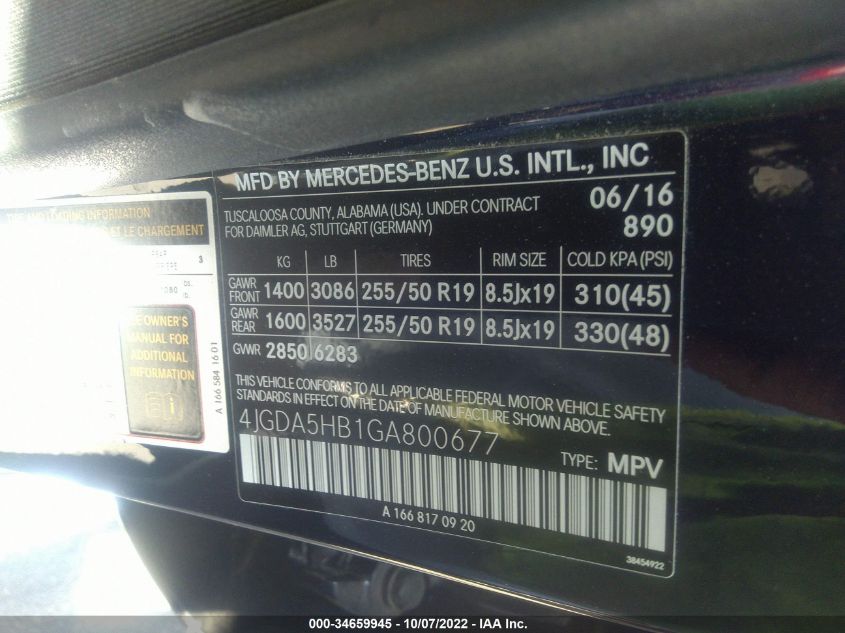 MFD BY MERCEDES-BENZ U.S. INTL., INC
TUSCALOOSA COUNTY, ALABAMA (USA). UNDER CONTRACT
FOR DAIMLER AG, STUTTGART (GERMANY)
06/16
890
KG LB TIRES RIM SIZE COLD KPA (PSI)
GAWR FRONT 1400 3086 255/50 R19 8.5Jx19 310(45)
GAWR REAR 1600 3527 255/50 R19 8.5Jx19 330(48)
GVWR 2850 6283
THIS VEHICLE CONFORMS TO ALL APPLICABLE FEDERAL MOTOR VEHICLE SAFETY
STANDARDS IN EFFECT ON THE DATE OF MANUFACTURE SHOWN ABOVE.
4JGDA5HB1GA800677
TYPE: MPV
A 166 817 09 20
38454922
TIRE AND LOADING INFORMATION
ET LE CHARGEMENT
3
OWNER'S
MANUAL FOR
ADDITIONAL
INFORMATION
A 166 584 16 01
000-34659945 - 10/07/2022 - IAA Inc.